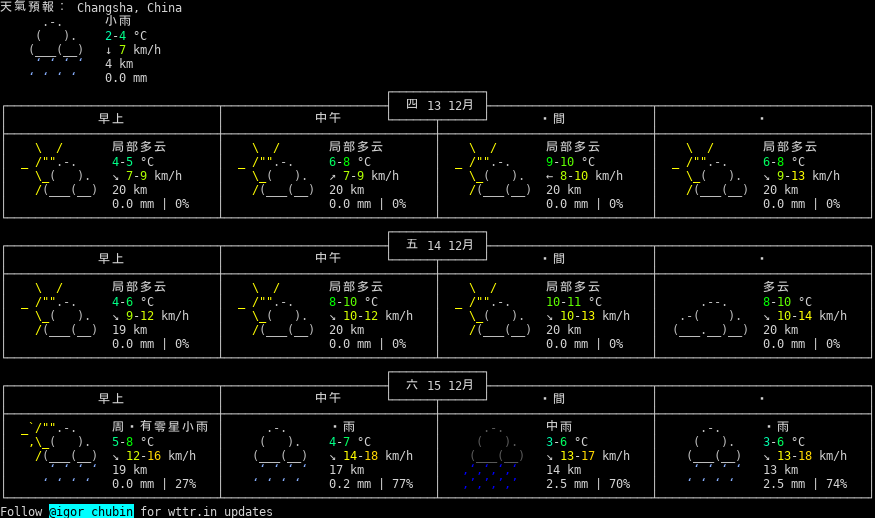 天氣預報： Changsha, China
小雨
2-4 °C
↓ 7 km/h
4 km
0.0 mm
四 13 12月
早上 中午 ·間 ·
局部多云 局部多云 局部多云 局部多云
4-5 °C 6-8 °C 9-10 °C 6-8 °C
↘ 7-9 km/h ↗ 7-9 km/h ← 8-10 km/h ↘ 9-13 km/h
20 km 20 km 20 km 20 km
0.0 mm | 0% 0.0 mm | 0% 0.0 mm | 0% 0.0 mm | 0%
五 14 12月
早上 中午 ·間 ·
局部多云 局部多云 局部多云 多云
4-6 °C 8-10 °C 10-11 °C 8-10 °C
↘ 9-12 km/h ↘ 10-12 km/h ↘ 10-13 km/h ↘ 10-14 km/h
19 km 20 km 20 km 20 km
0.0 mm | 0% 0.0 mm | 0% 0.0 mm | 0% 0.0 mm | 0%
六 15 12月
早上 中午 ·間 ·
周·有零星小雨 ·雨 中雨 ·雨
5-8 °C 4-7 °C 3-6 °C 3-6 °C
↘ 12-16 km/h ↘ 14-18 km/h ↘ 13-17 km/h ↘ 13-18 km/h
19 km 17 km 14 km 13 km
0.0 mm | 27% 0.2 mm | 77% 2.5 mm | 70% 2.5 mm | 74%
Follow @igor_chubin for wttr.in updates